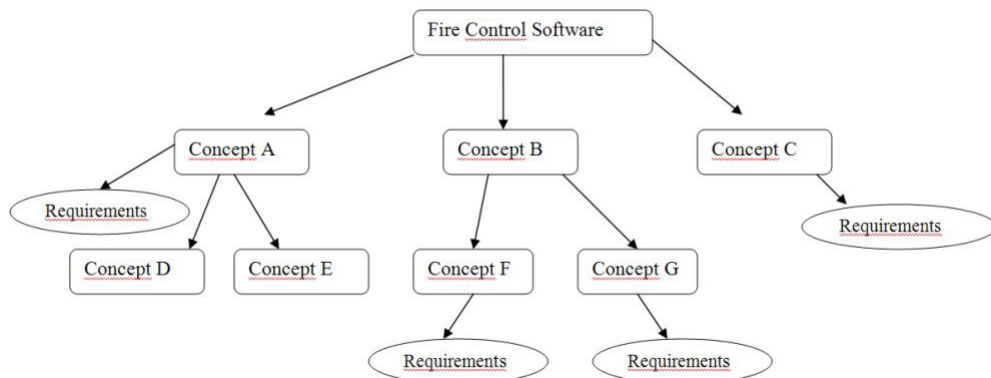 Fire Control Software
Concept A
Concept B
Concept C
Requirements
Requirements
Concept D
Concept E
Concept F
Concept G
Requirements
Requirements